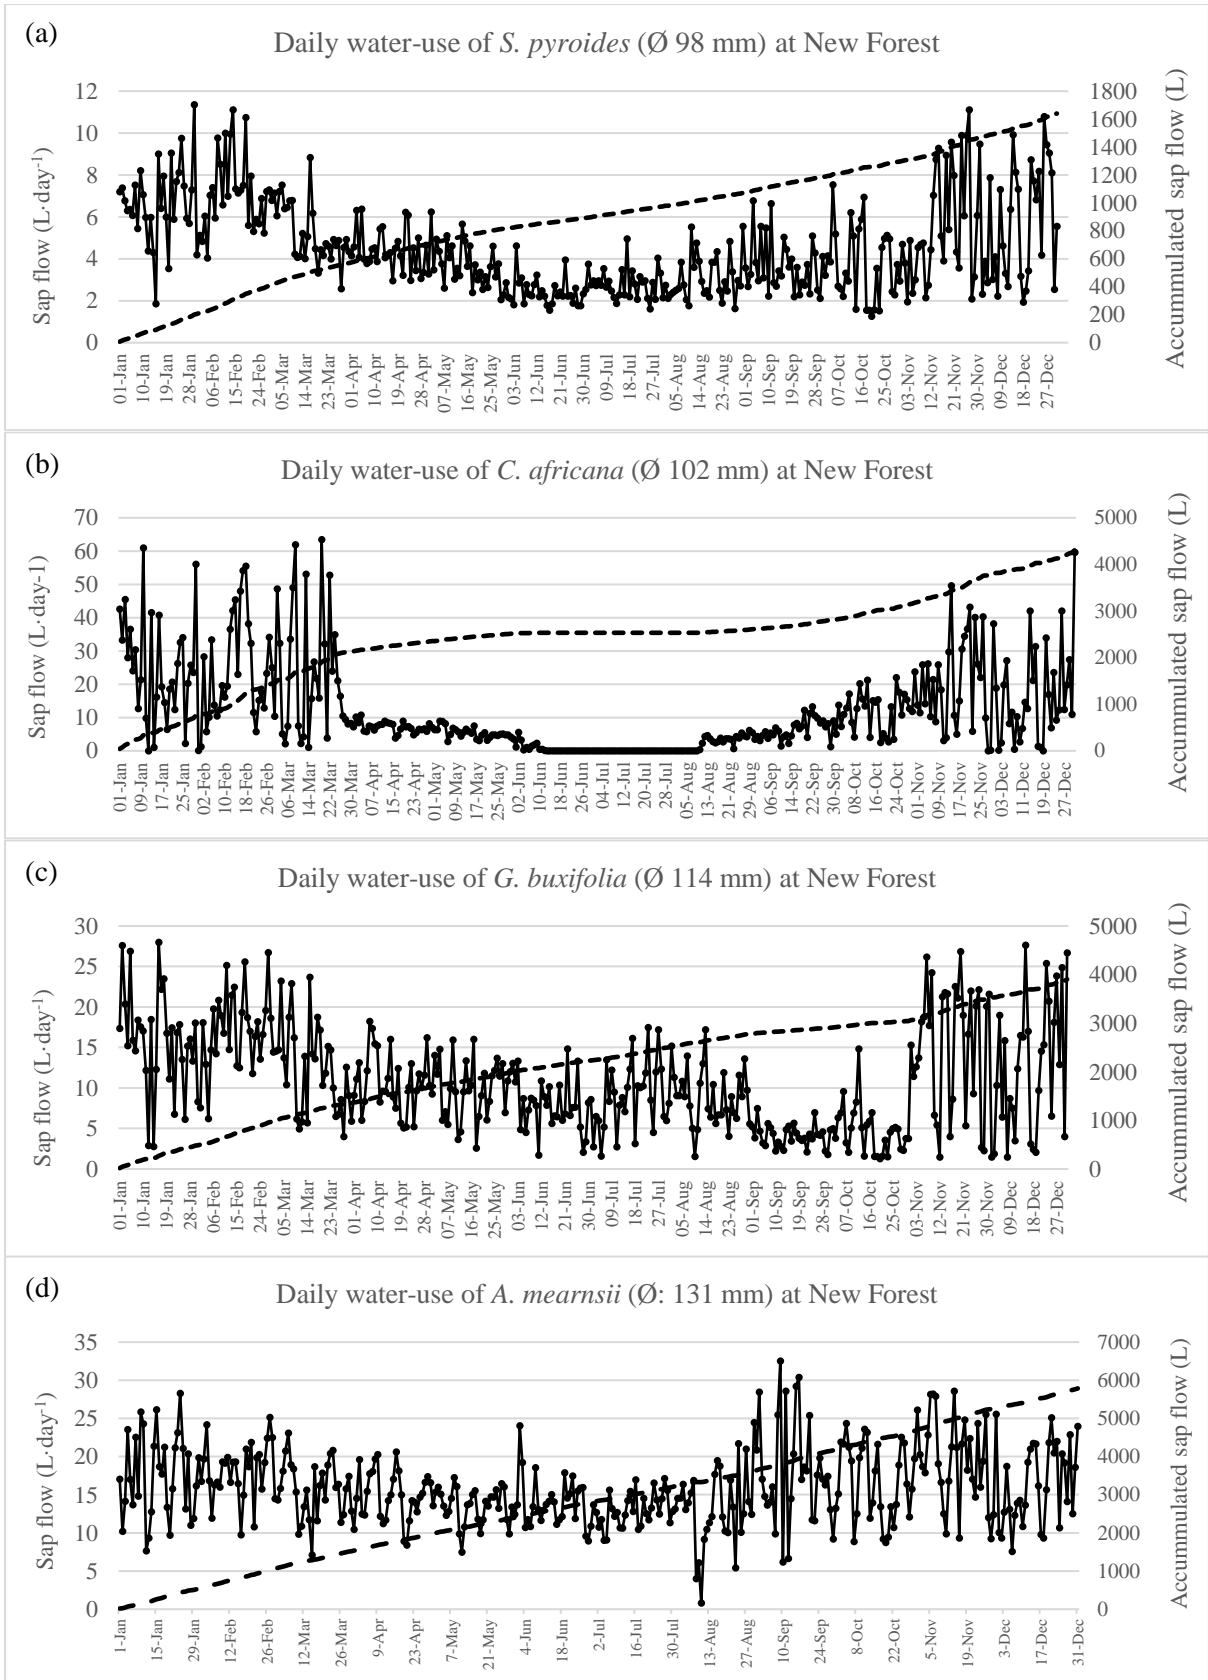 (a)
Daily water-use of S. pyroides (Ø 98 mm) at New Forest
Sap flow (L·day-1)
12
10
8
6
4
2
0
1800
1600
1400
1200
1000
800
600
400
200
0
Accummulated sap flow (L)
01-Jan
10-Jan
19-Jan
28-Jan
06-Feb
15-Feb
24-Feb
05-Mar
14-Mar
23-Mar
01-Apr
10-Apr
19-Apr
28-Apr
07-May
16-May
25-May
03-Jun
12-Jun
21-Jun
30-Jun
09-Jul
18-Jul
27-Jul
05-Aug
14-Aug
23-Aug
01-Sep
10-Sep
19-Sep
28-Sep
07-Oct
16-Oct
25-Oct
03-Nov
12-Nov
21-Nov
30-Nov
09-Dec
18-Dec
27-Dec
(b)
Daily water-use of C. africana (Ø 102 mm) at New Forest
Sap flow (L·day-1)
70
60
50
40
30
20
10
0
5000
4000
3000
2000
1000
0
Accummulated sap flow (L)
01-Jan
09-Jan
17-Jan
25-Jan
02-Feb
10-Feb
18-Feb
26-Feb
06-Mar
14-Mar
22-Mar
30-Mar
07-Apr
15-Apr
23-Apr
01-May
09-May
17-May
25-May
02-Jun
10-Jun
18-Jun
26-Jun
04-Jul
12-Jul
20-Jul
28-Jul
05-Aug
13-Aug
21-Aug
29-Aug
06-Sep
14-Sep
22-Sep
30-Sep
08-Oct
16-Oct
24-Oct
01-Nov
09-Nov
17-Nov
25-Nov
03-Dec
11-Dec
19-Dec
27-Dec
(c)
Daily water-use of G. buxifolia (Ø 114 mm) at New Forest
Sap flow (L·day-1)
30
25
20
15
10
5
0
5000
4000
3000
2000
1000
0
Accummulated sap flow (L)
01-Jan
10-Jan
19-Jan
28-Jan
06-Feb
15-Feb
24-Feb
05-Mar
14-Mar
23-Mar
01-Apr
10-Apr
19-Apr
28-Apr
07-May
16-May
25-May
03-Jun
12-Jun
21-Jun
30-Jun
09-Jul
18-Jul
27-Jul
05-Aug
14-Aug
23-Aug
01-Sep
10-Sep
19-Sep
28-Sep
07-Oct
16-Oct
25-Oct
03-Nov
12-Nov
21-Nov
30-Nov
09-Dec
18-Dec
27-Dec
(d)
Daily water-use of A. mearnsii (Ø: 131 mm) at New Forest
Sap flow (L·day-1)
35
30
25
20
15
10
5
0
7000
6000
5000
4000
3000
2000
1000
0
Accummulated sap flow (L)
1-Jan
15-Jan
29-Jan
12-Feb
26-Feb
12-Mar
26-Mar
9-Apr
23-Apr
7-May
21-May
4-Jun
18-Jun
2-Jul
16-Jul
30-Jul
13-Aug
27-Aug
10-Sep
24-Sep
8-Oct
22-Oct
5-Nov
19-Nov
3-Dec
17-Dec
31-Dec